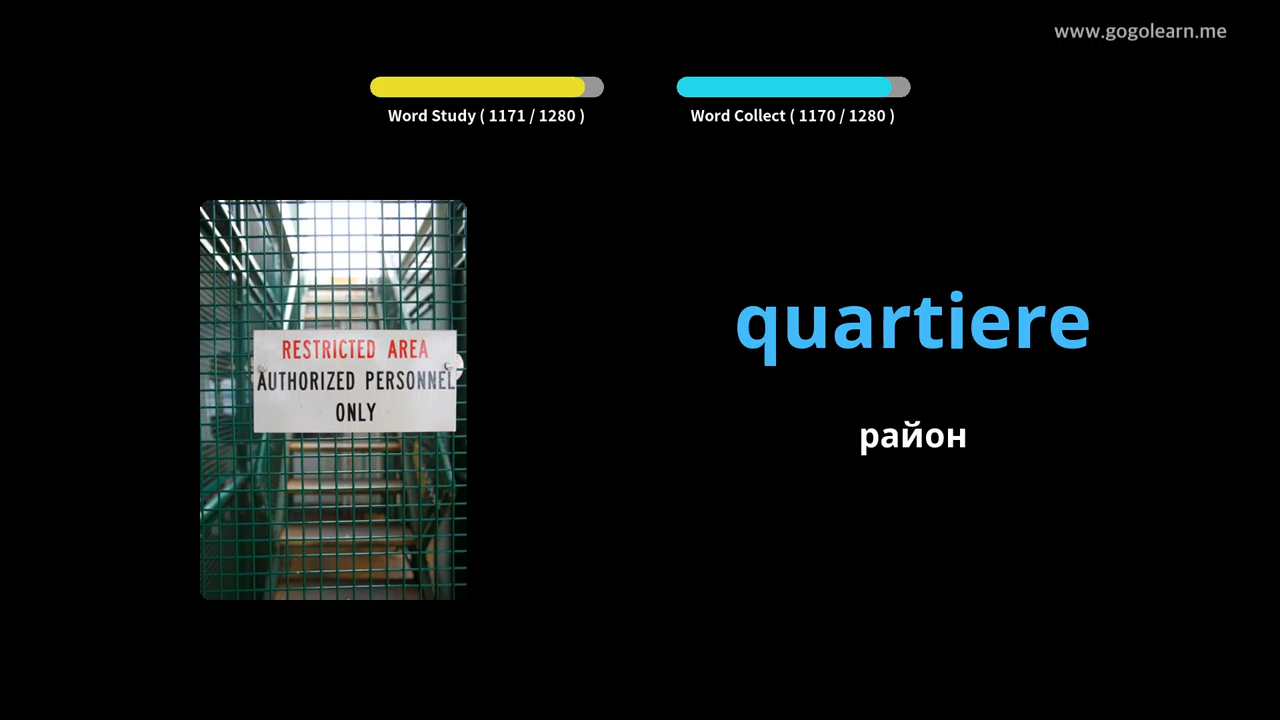 www.gogolearn.me
Word Study ( 1171 / 1280 )
Word Collect ( 1170 / 1280 )
RESTRICTED AREA
AUTHORIZED PERSONNEL
ONLY
quartiere
район